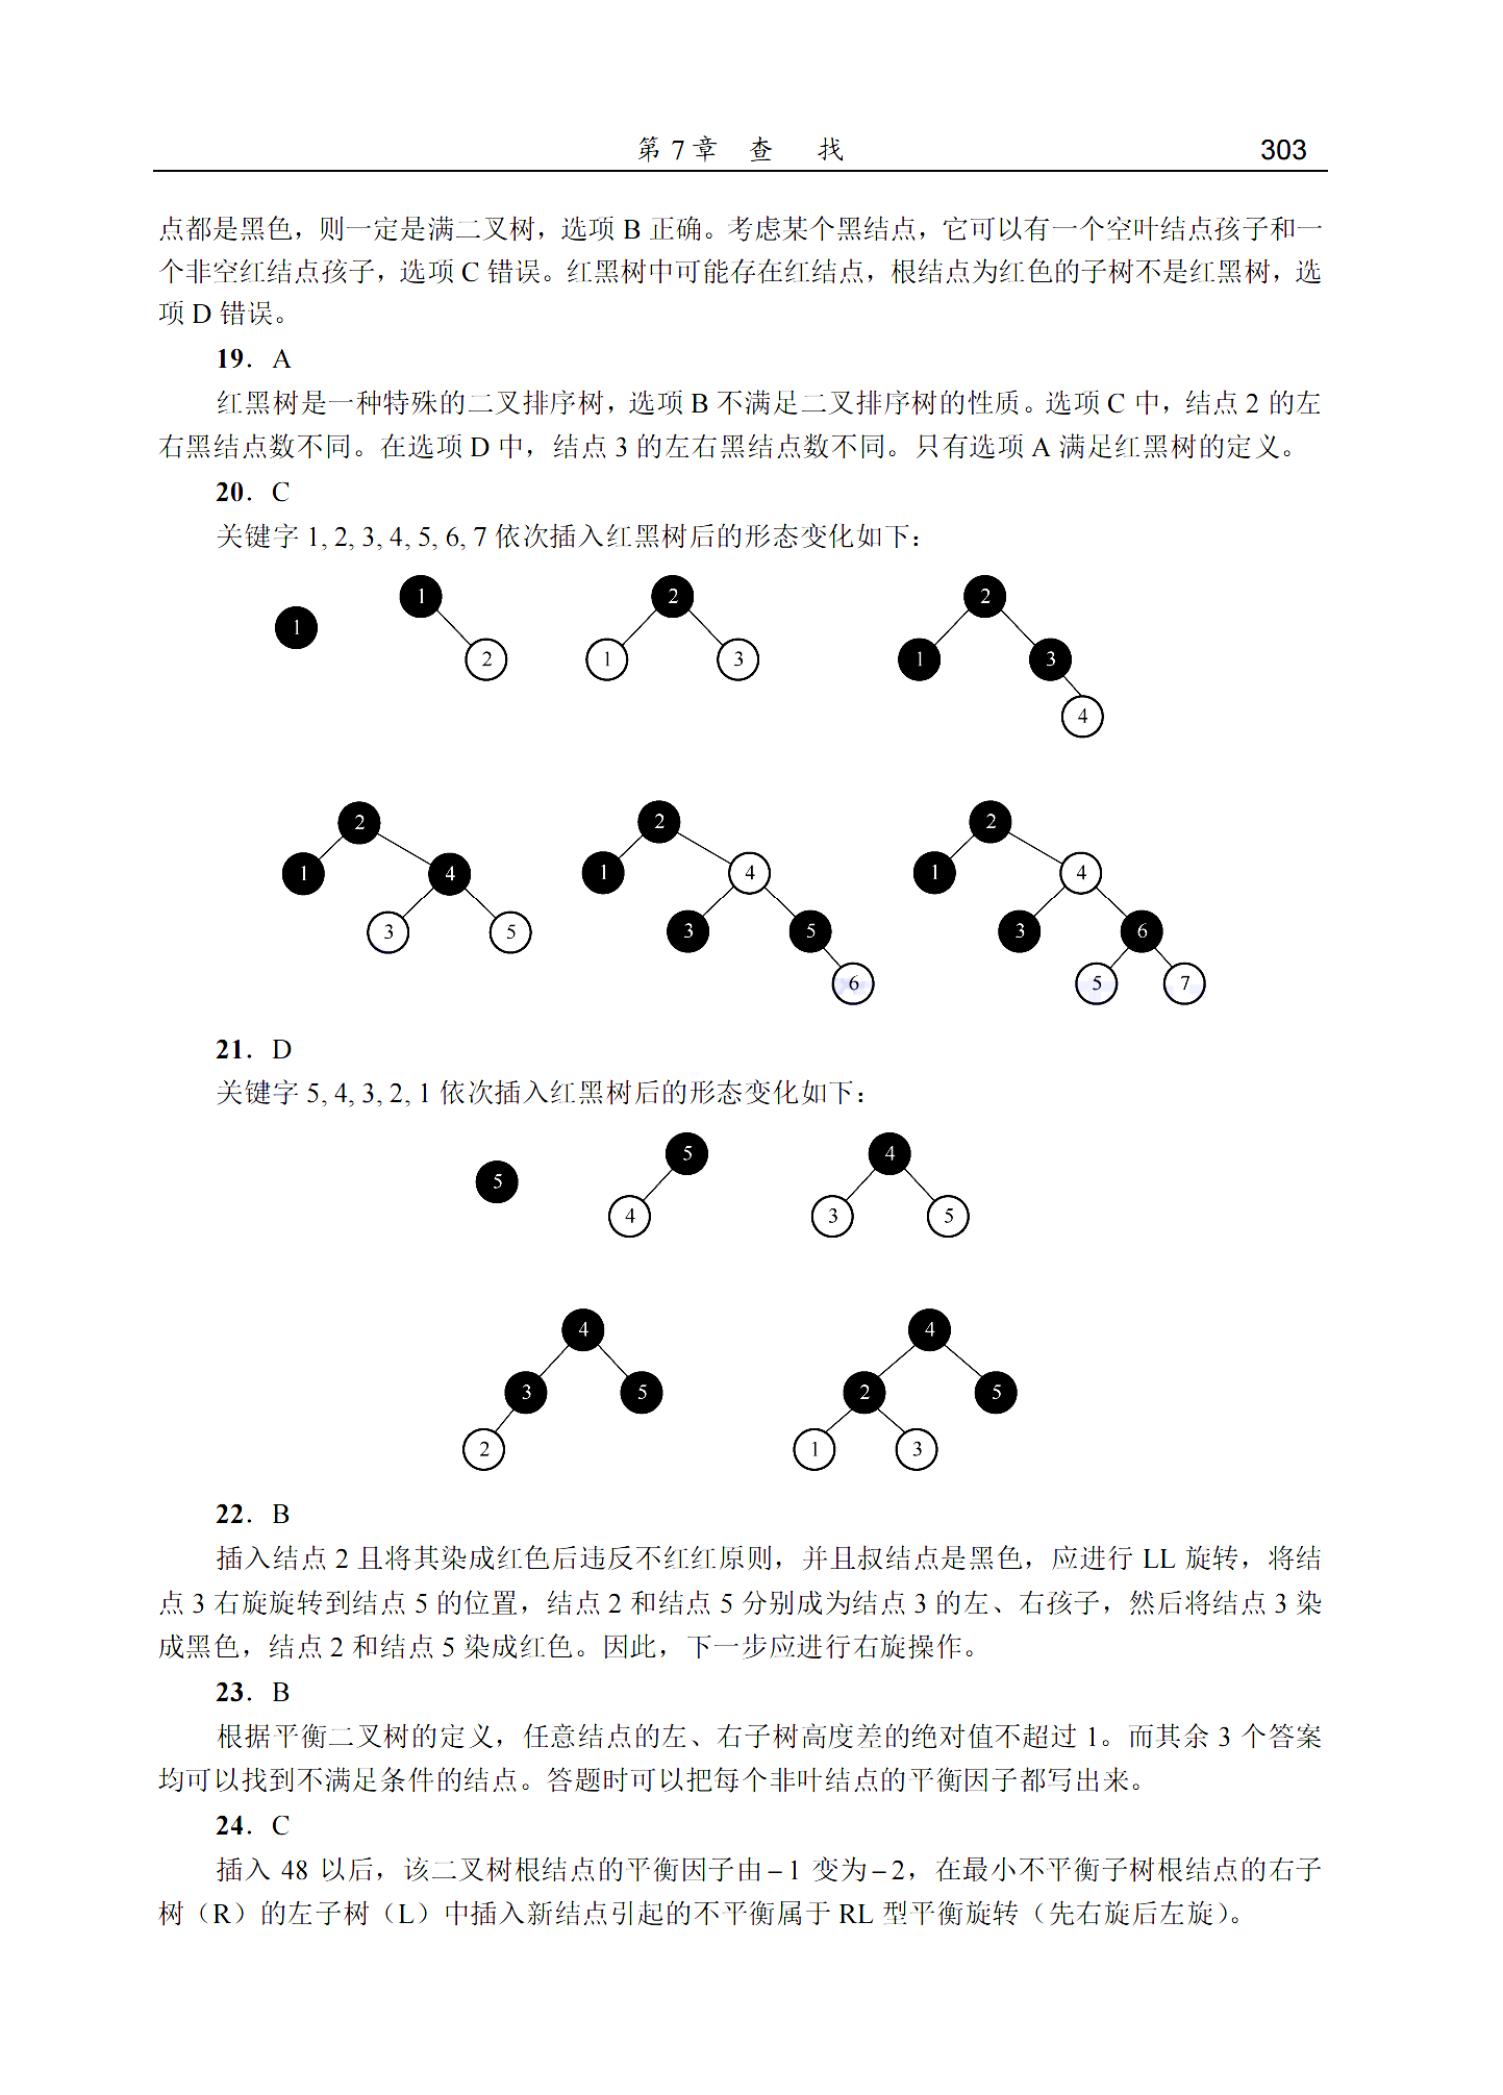 第 7 章 查 找 303
点都是黑色，则一定是满二叉树，选项 B 正确。考虑某个黑结点，它可以有一个空叶结点孩子和一
个非空红结点孩子，选项 C 错误。红黑树中可能存在红结点，根结点为红色的子树不是红黑树，选
项 D 错误。
19． A
红黑树是一种特殊的二叉排序树，选项 B 不满足二叉排序树的性质。选项 C 中，结点 2 的左
右黑结点数不同。在选项 D 中，结点 3 的左右黑结点数不同。只有选项 A 满足红黑树的定义。
20． C
关键字 1, 2, 3, 4, 5, 6, 7 依次插入红黑树后的形态变化如下：
1 2 2
1
2 1 3 1 3
4
2 2 2
1 4 1 4 1 4
3 5 3 5 3 6
6 5 7
21． D
关键字 5, 4, 3, 2, 1 依次插入红黑树后的形态变化如下：
5 4
5
4 3 5
4 4
3 5 2 5
2 1 3
22． B
插入结点 2 且将其染成红色后违反不红红原则，并且叔结点是黑色，应进行 LL 旋转，将结
点 3 右旋旋转到结点 5 的位置，结点 2 和结点 5 分别成为结点 3 的左、右孩子，然后将结点 3 染
成黑色，结点 2 和结点 5 染成红色。因此，下一步应进行右旋操作。
23． B
根据平衡二叉树的定义，任意结点的左、右子树高度差的绝对值不超过 1。而其余 3 个答案
均可以找到不满足条件的结点。答题时可以把每个非叶结点的平衡因子都写出来。
24． C
插入 48 以后，该二叉树根结点的平衡因子由－1 变为－2，在最小不平衡子树根结点的右子
树（R）的左子树（L）中插入新结点引起的不平衡属于 RL 型平衡旋转（先右旋后左旋）。